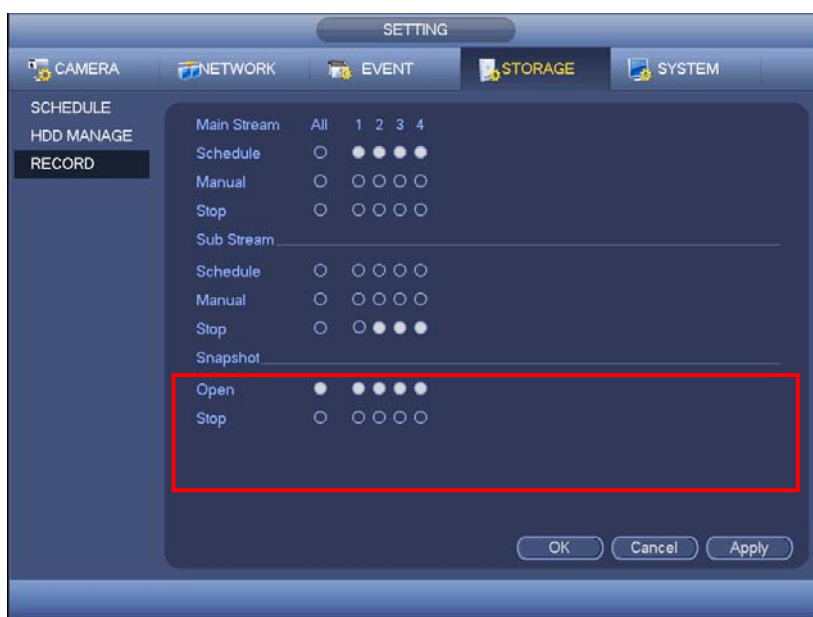 SETTING
CAMERA NETWORK EVENT STORAGE SYSTEM
SCHEDULE
HDD MANAGE
RECORD
Main Stream All 1 2 3 4
Schedule
Manual
Stop
Sub Stream
Schedule
Manual
Stop
Snapshot
Open
Stop
OK Cancel Apply